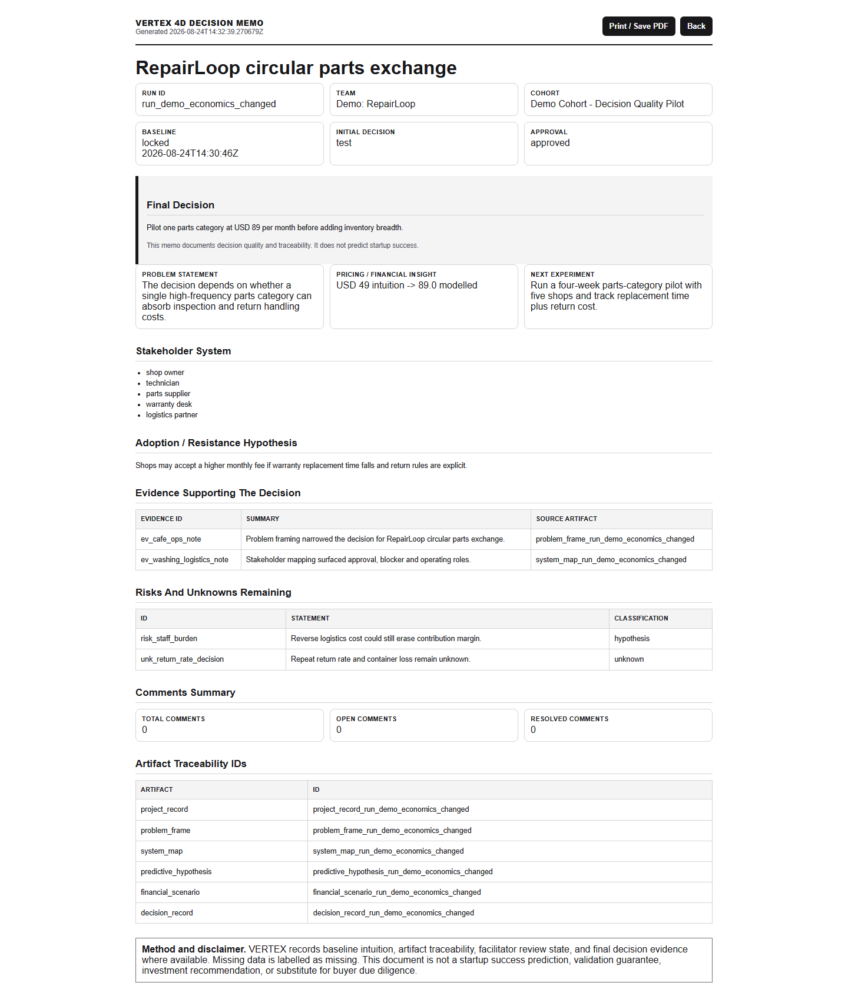 VERTEX 4D DECISION MEMO
Generated 2026-08-24T14:32:39.270679Z
Print / Save PDF
Back
RepairLoop circular parts exchange
RUN ID
run_demo_economics_changed
TEAM
Demo: RepairLoop
COHORT
Demo Cohort - Decision Quality Pilot
BASELINE
locked
2026-08-24T14:30:46Z
INITIAL DECISION
test
APPROVAL
approved
Final Decision
Pilot one parts category at USD 89 per month before adding inventory breadth.
This memo documents decision quality and traceability. It does not predict startup success.
PROBLEM STATEMENT
The decision depends on whether a
single high-frequency parts category can
absorb inspection and return handling
costs.
PRICING / FINANCIAL INSIGHT
USD 49 intuition -> 89.0 modelled
NEXT EXPERIMENT
Run a four-week parts-category pilot with
five shops and track replacement time
plus return cost.
Stakeholder System
• shop owner
• technician
• parts supplier
• warranty desk
• logistics partner
Adoption / Resistance Hypothesis
Shops may accept a higher monthly fee if warranty replacement time falls and return rules are explicit.
Evidence Supporting The Decision
EVIDENCE ID SUMMARY SOURCE ARTIFACT
ev_cafe_ops_note Problem framing narrowed the decision for RepairLoop circular parts exchange. problem_frame_run_demo_economics_changed
ev_washing_logistics_note Stakeholder mapping surfaced approval, blocker and operating roles. system_map_run_demo_economics_changed
Risks And Unknowns Remaining
ID STATEMENT CLASSIFICATION
risk_staff_burden Reverse logistics cost could still erase contribution margin. hypothesis
unk_return_rate_decision Repeat return rate and container loss remain unknown. unknown
Comments Summary
TOTAL COMMENTS
0
OPEN COMMENTS
0
RESOLVED COMMENTS
0
Artifact Traceability IDs
ARTIFACT ID
project_record project_record_run_demo_economics_changed
problem_frame problem_frame_run_demo_economics_changed
system_map system_map_run_demo_economics_changed
predictive_hypothesis predictive_hypothesis_run_demo_economics_changed
financial_scenario financial_scenario_run_demo_economics_changed
decision_record decision_record_run_demo_economics_changed
Method and disclaimer. VERTEX records baseline intuition, artifact traceability, facilitator review state, and final decision evidence
where available. Missing data is labelled as missing. This document is not a startup success prediction, validation guarantee,
investment recommendation, or substitute for buyer due diligence.